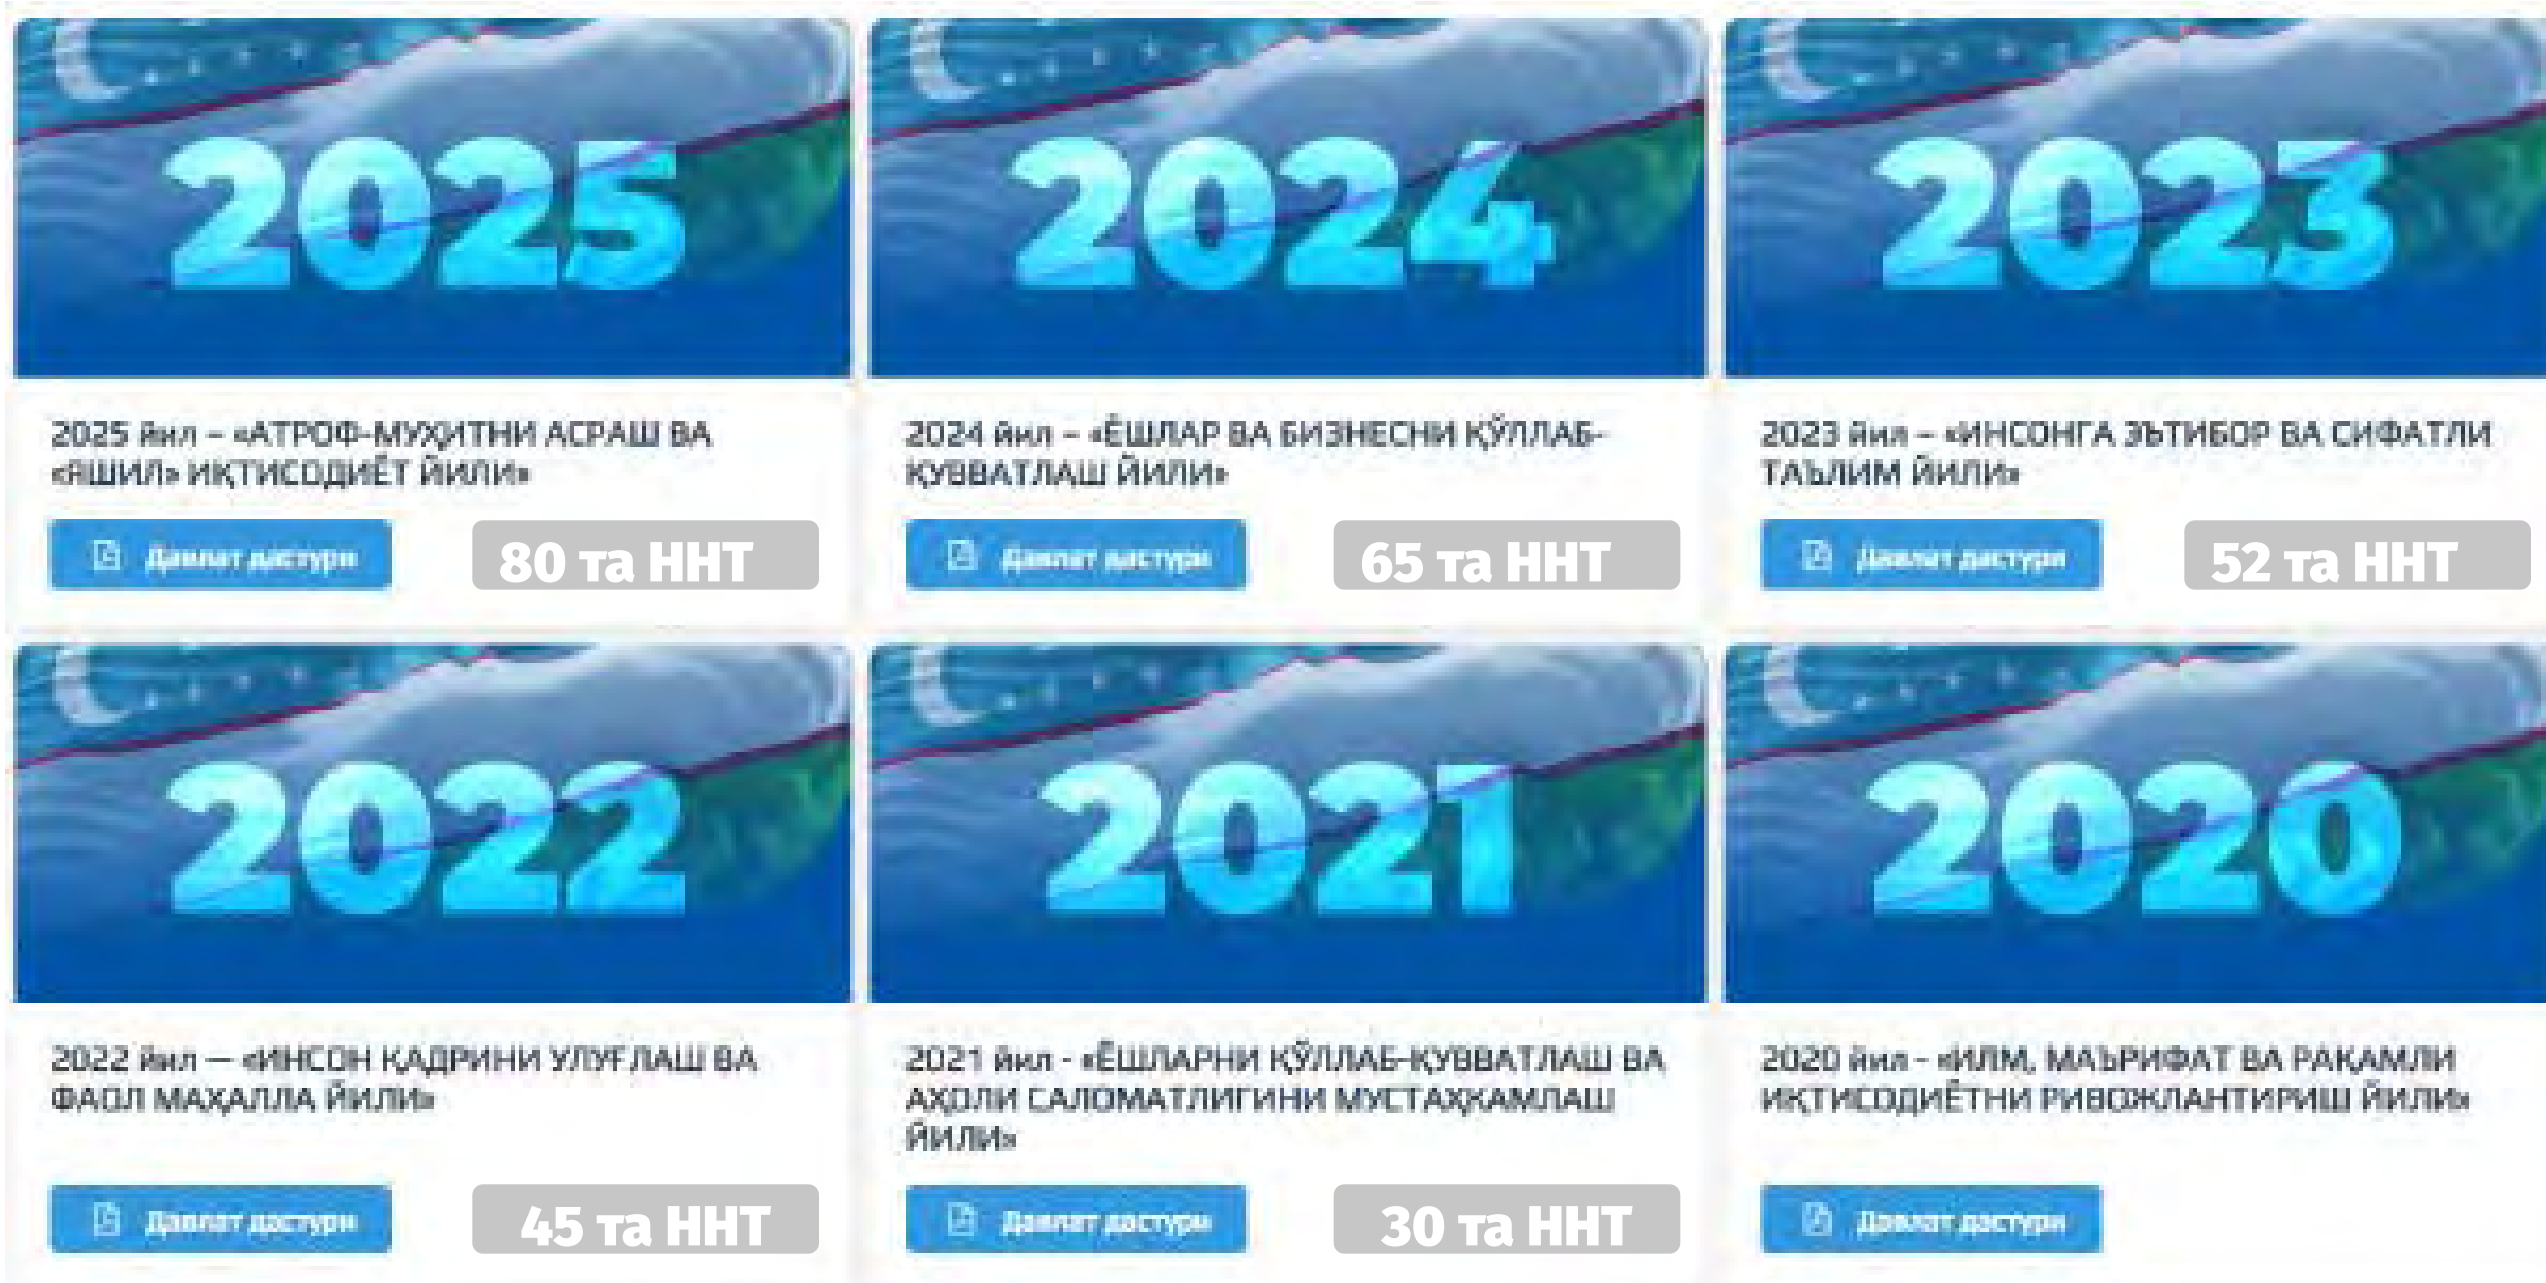 2025
2024
2023
2025 йил – «АТРОФ-МУҲИТНИ АСРАШ ВА
«ЯШИЛ» ИҚТИСОДИЁТ ЙИЛИ»
2024 йил – «ЁШЛАР ВА БИЗНЕСНИ ҚЎЛЛАБ-
ҚУВВАТЛАШ ЙИЛИ»
2023 йил – «ИНСОНГА ЭЪТИБОР ВА СИФАТЛИ
ТАЪЛИМ ЙИЛИ»
Давлат дастури
80 та ННТ
Давлат дастури
65 та ННТ
Давлат дастури
52 та ННТ
2022
2021
2020
2022 йил — «ИНСОН ҚАДРИНИ УЛУҒЛАШ ВА
ФАОЛ МАҲАЛЛА ЙИЛИ»
2021 йил - «ЁШЛАРНИ ҚЎЛЛАБ-ҚУВВАТЛАШ ВА
АҲОЛИ САЛОМАТЛИГИНИ МУСТАҲКАМЛАШ
ЙИЛИ»
2020 йил - «ИЛМ, МАЪРИФАТ ВА РАҚАМЛИ
ИҚТИСОДИЁТНИ РИВОЖЛАНТИРИШ ЙИЛИ»
Давлат дастури
45 та ННТ
Давлат дастури
30 та ННТ
Давлат дастури